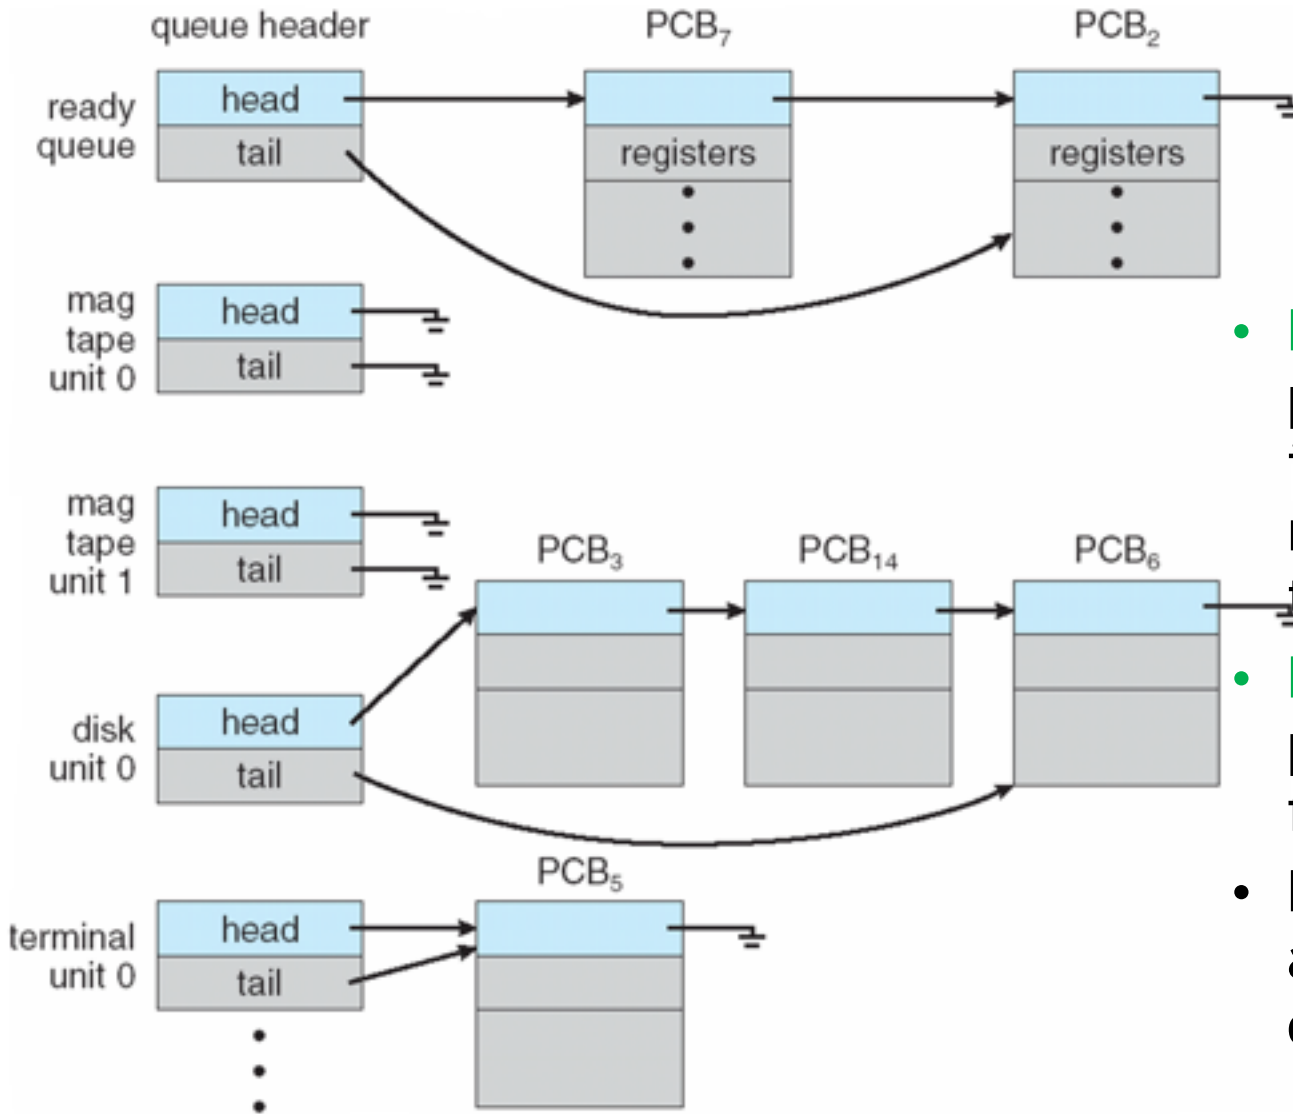 queue header
PCB₇
PCB₂
ready
queue
head
tail
registers
registers
mag
tape
unit 0
head
tail
mag
tape
unit 1
head
tail
PCB₃
PCB₁₄
PCB₆
disk
unit 0
head
tail
PCB₅
terminal
unit 0
head
tail